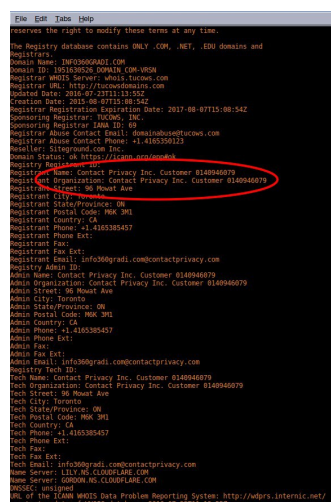 File Edit Tabs Help
reserves the right to modify these terms at any time.
The Registry database contains ONLY .COM, .NET, .EDU domains and
Registrars.
Domain Name: INFO360GRADI.COM
Domain ID: 1951630526_DOMAIN_COM-VRSN
Registrar WHOIS Server: whois.tucows.com
Registrar URL: http://tucowsdomains.com
Updated Date: 2016-07-23T11:13:55Z
Creation Date: 2015-08-07T15:08:54Z
Registrar Registration Expiration Date: 2017-08-07T15:08:54Z
Sponsoring Registrar: TUCOWS, INC.
Sponsoring Registrar IANA ID: 69
Registrar Abuse Contact Email: domainabuse@tucows.com
Registrar Abuse Contact Phone: +1.4165350123
Reseller: Siteground.com Inc.
Domain Status: ok https://icann.org/epp#ok
Registry Registrant ID:
Registrant Name: Contact Privacy Inc. Customer 0140946079
Registrant Organization: Contact Privacy Inc. Customer 0140946079
Registrant Street: 96 Mowat Ave
Registrant City: Toronto
Registrant State/Province: ON
Registrant Postal Code: M6K 3M1
Registrant Country: CA
Registrant Phone: +1.4165385457
Registrant Phone Ext:
Registrant Fax:
Registrant Fax Ext:
Registrant Email: info360gradi.com@contactprivacy.com
Registry Admin ID:
Admin Name: Contact Privacy Inc. Customer 0140946079
Admin Organization: Contact Privacy Inc. Customer 0140946079
Admin Street: 96 Mowat Ave
Admin City: Toronto
Admin State/Province: ON
Admin Postal Code: M6K 3M1
Admin Country: CA
Admin Phone: +1.4165385457
Admin Phone Ext:
Admin Fax:
Admin Fax Ext:
Admin Email: info360gradi.com@contactprivacy.com
Registry Tech ID:
Tech Name: Contact Privacy Inc. Customer 0140946079
Tech Organization: Contact Privacy Inc. Customer 0140946079
Tech Street: 96 Mowat Ave
Tech City: Toronto
Tech State/Province: ON
Tech Postal Code: M6K 3M1
Tech Country: CA
Tech Phone: +1.4165385457
Tech Phone Ext:
Tech Fax:
Tech Fax Ext:
Tech Email: info360gradi.com@contactprivacy.com
Name Server: LILY.NS.CLOUDFLARE.COM
Name Server: GORDON.NS.CLOUDFLARE.COM
DNSSEC: unsigned
URL of the ICANN WHOIS Data Problem Reporting System: http://wdprs.internic.net/